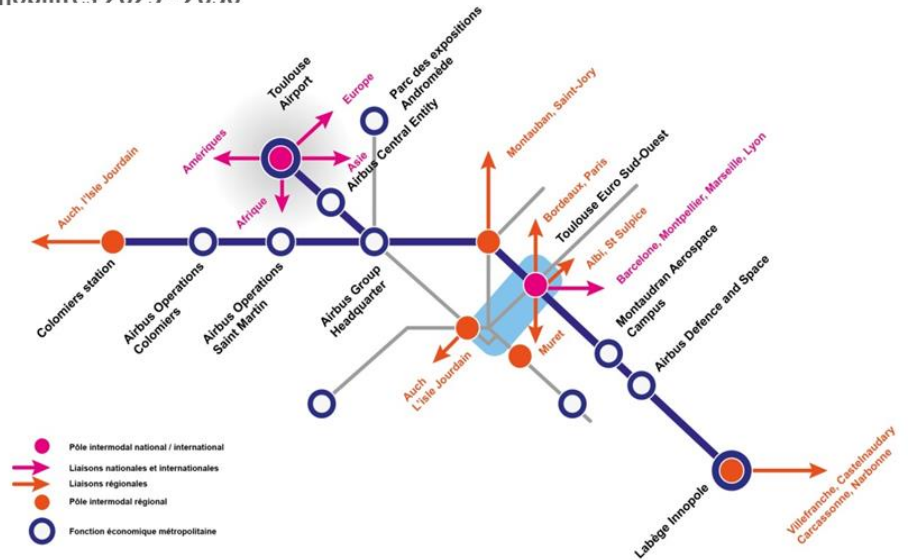 Toulouse
Airport
Europe
Amériques
Asie
Afrique
Parc des expositions
Andromède
Airbus Central Entity
Montauban, Saint-Jory
Auch, l'Isle Jourdain
Colomiers station
Airbus Operations
Colomiers
Airbus Operations
Saint Martin
Airbus Group
Headquarter
Bordeaux, Paris
Toulouse Euro Sud-Ouest
Albi, St Sulpice
Barcelone, Montpellier, Marseille, Lyon
Muret
Auch
L'isle Jourdain
Montaudran Aerospace
Campus
Airbus Defence and Space
Labège Innopole
Villefranche, Castelnaudary
Carcassonne, Narbonne
Pôle intermodal national / international
Liaisons nationales et internationales
Liaisons régionales
Pôle intermodal régional
Fonction économique métropolitaine